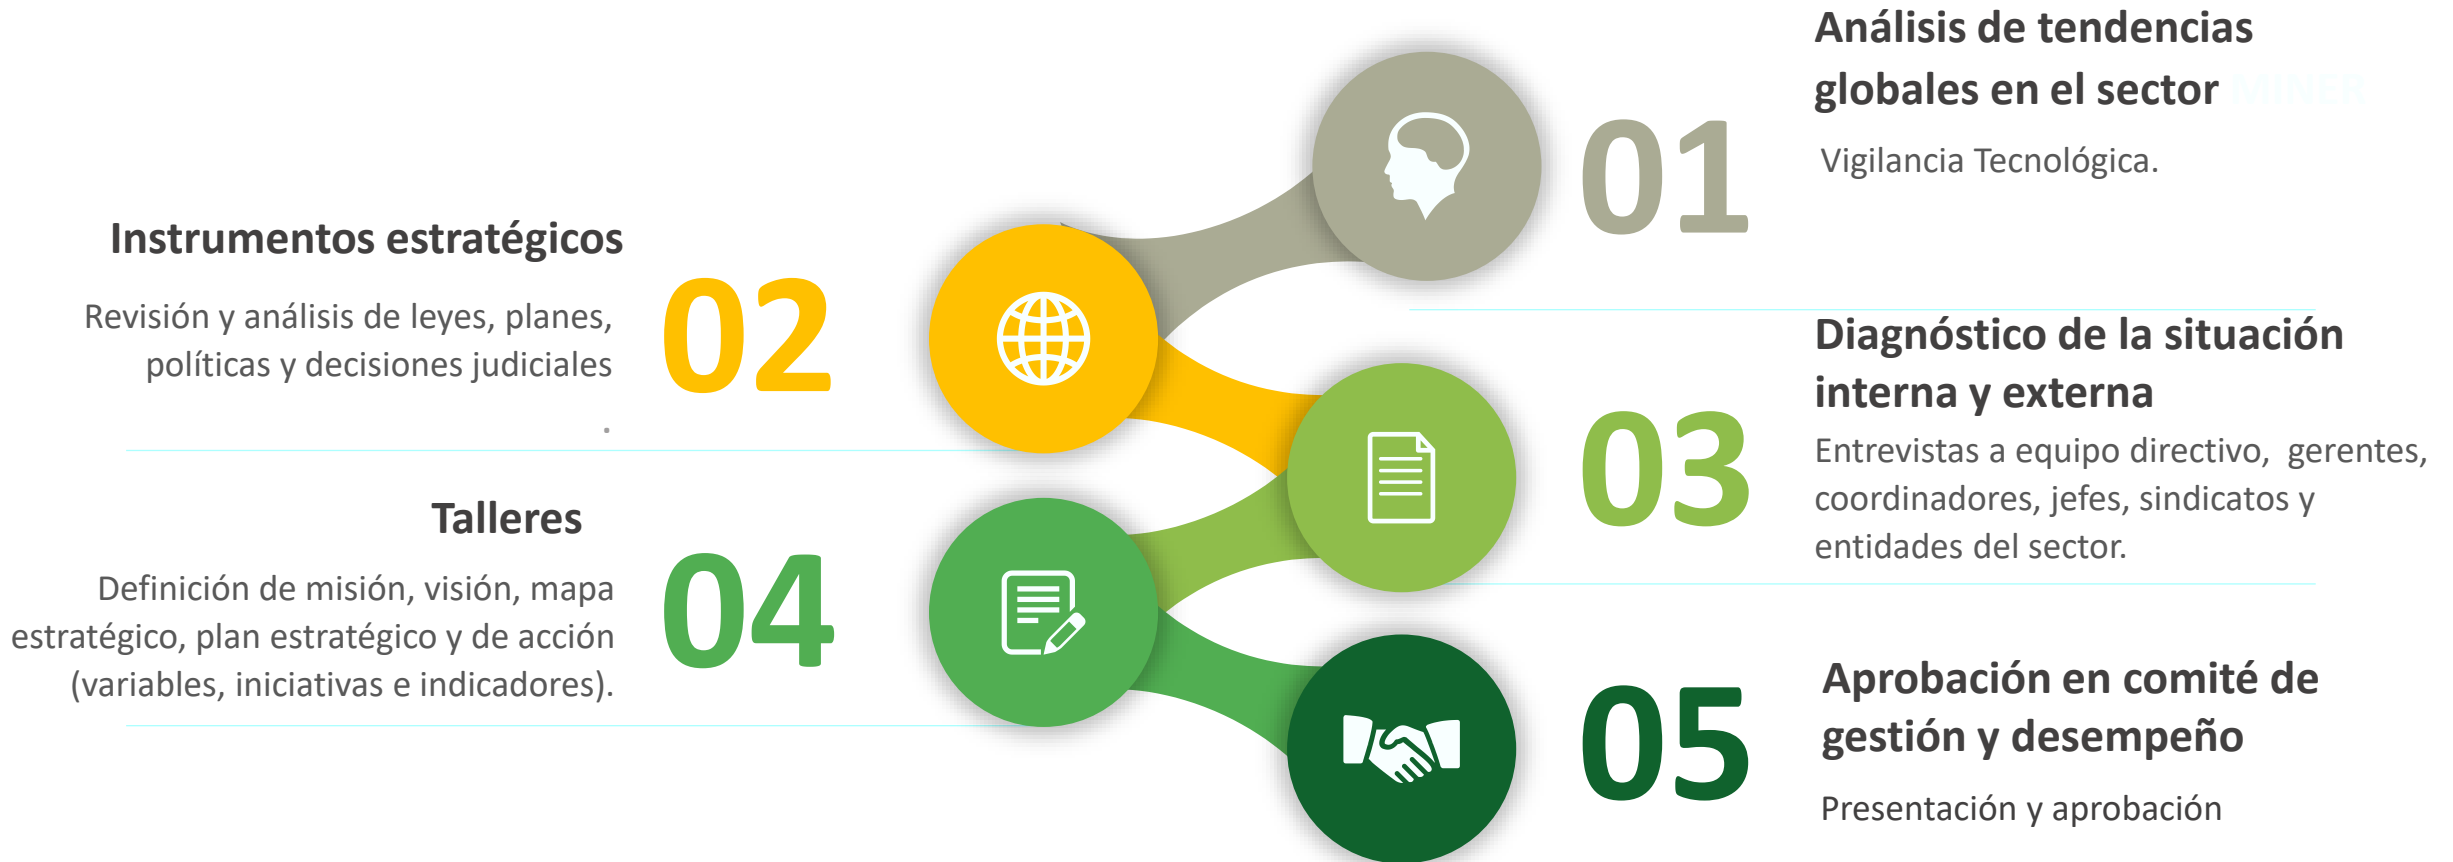 Análisis de tendencias
globales en el sector MINER
01
Vigilancia Tecnológica.
Instrumentos estratégicos
02
Revisión y análisis de leyes, planes,
políticas y decisiones judiciales
.
Diagnóstico de la situación
interna y externa
03
Entrevistas a equipo directivo, gerentes,
coordinadores, jefes, sindicatos y
entidades del sector.
Talleres
04
Definición de misión, visión, mapa
estratégico, plan estratégico y de acción
(variables, iniciativas e indicadores).
Aprobación en comité de
gestión y desempeño
05
Presentación y aprobación